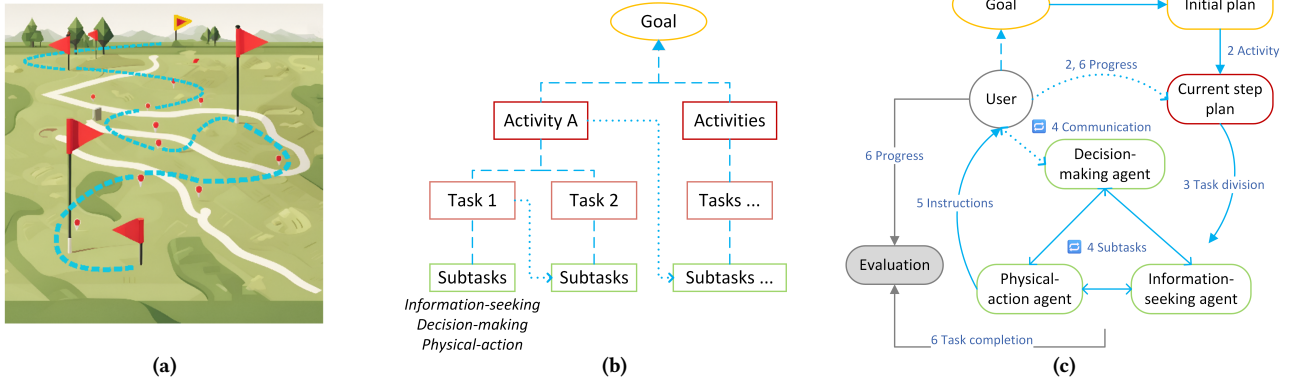 Goal
Activity A
Activities
Task 1
Task 2
Tasks ...
Subtasks
Subtasks
Subtasks ...
Information-seeking
Decision-making
Physical-action
Goal
Initial plan
2 Activity
2, 6 Progress
User
Current step
plan
4 Communication
6 Progress
Decision-
making agent
3 Task division
5 Instructions
4 Subtasks
Evaluation
Physical-
action agent
Information-
seeking agent
6 Task completion
(a)
(b)
(c)